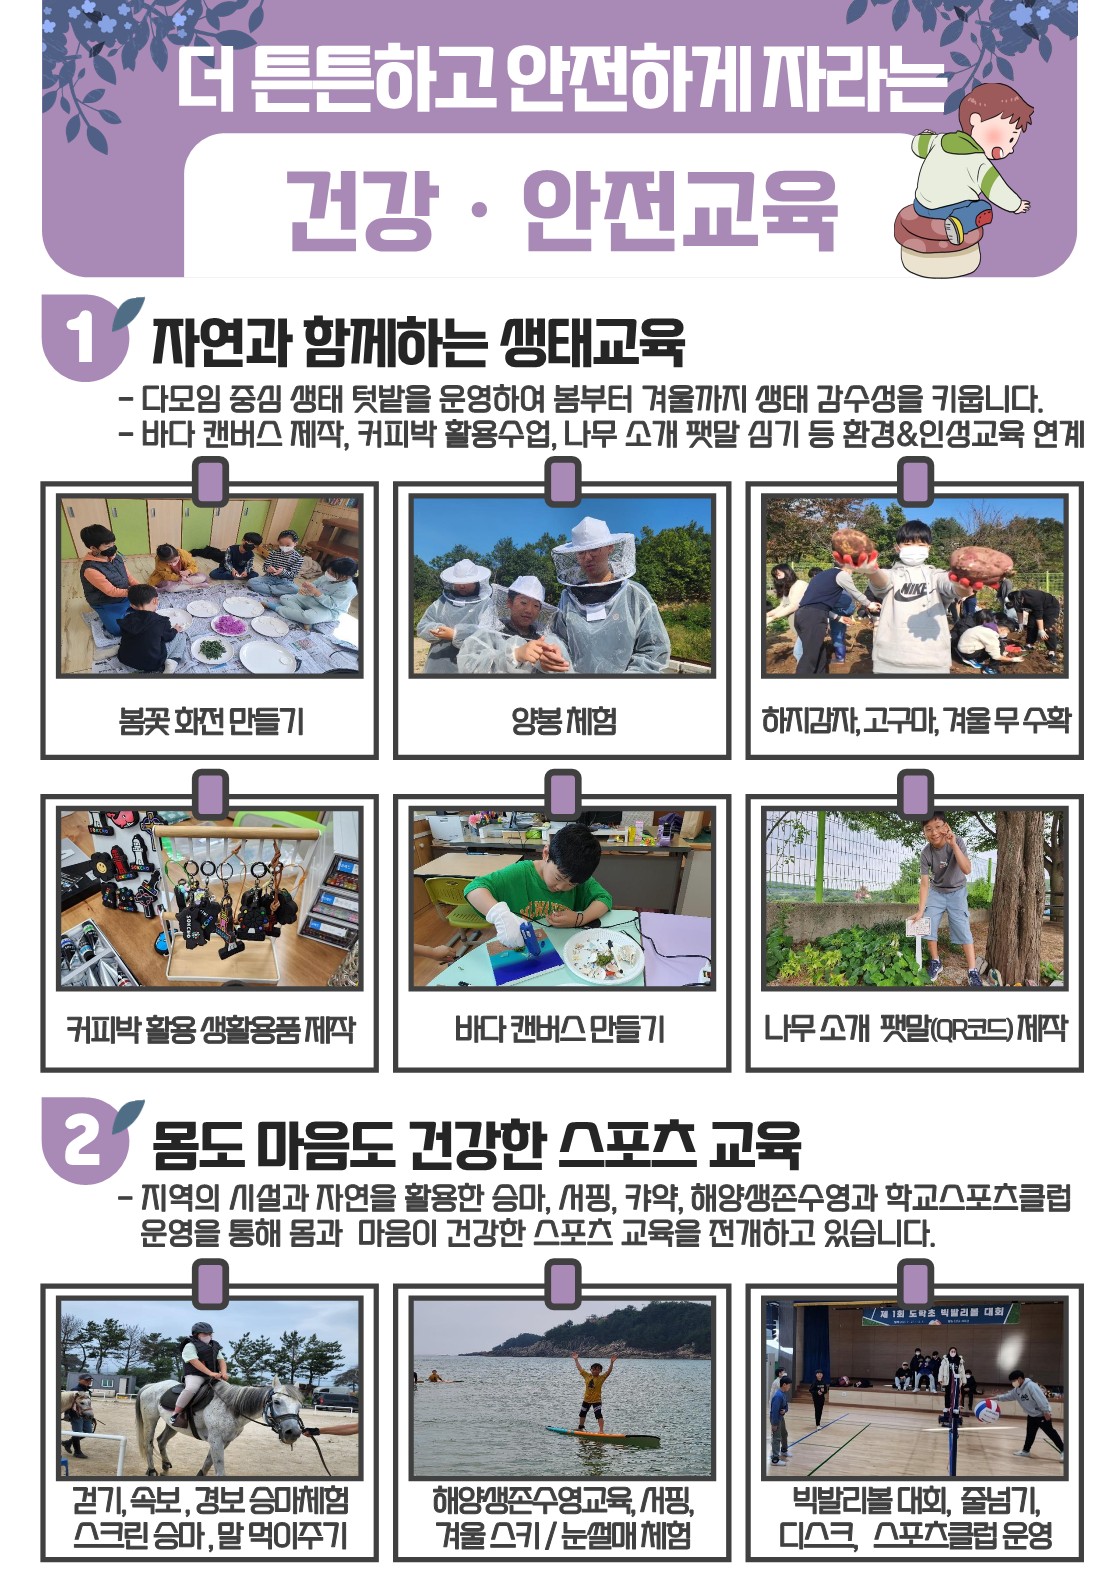 더 튼튼하고 안전하게 자라는
건강 · 안전교육
1 자연과 함께하는 생태교육
- 다모임 중심 생태 텃밭을 운영하여 봄부터 겨울까지 생태 감수성을 키웁니다.
- 바다 캔버스 제작, 커피박 활용수업, 나무 소개 팻말 심기 등 환경&인성교육 연계
NIKE
봄꽃 화전 만들기
양봉 체험
하지감자, 고구마, 겨울 무 수확
SOKCHO
커피박 활용 생활용품 제작
바다 캔버스 만들기
나무 소개 팻말(QR코드) 제작
2 몸도 마음도 건강한 스포츠 교육
- 지역의 시설과 자연을 활용한 승마, 서핑, 캬약, 해양생존수영과 학교스포츠클럽
운영을 통해 몸과 마음이 건강한 스포츠 교육을 전개하고 있습니다.
제 1회 도학초 빅발리볼 대회
걷기, 속보, 경보 승마체험
스크린 승마, 말 먹이주기
해양생존수영교육, 서핑,
겨울 스키 / 눈썰매 체험
빅발리볼 대회, 줄넘기,
디스크, 스포츠클럽 운영